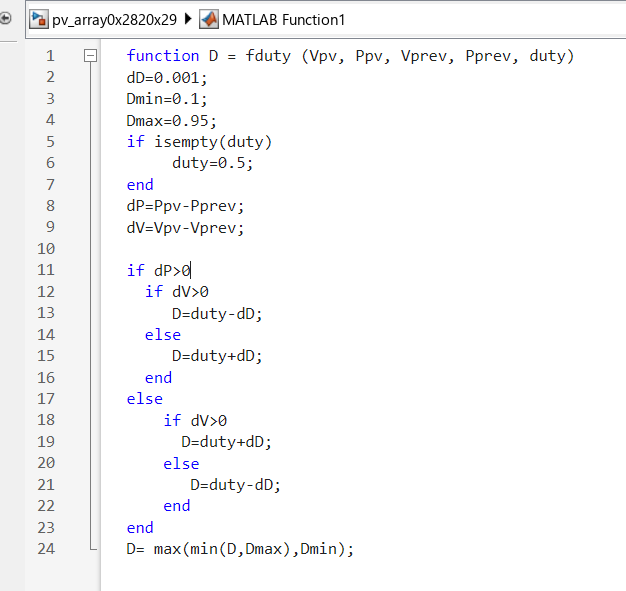 pv_array0x2820x29 MATLAB Function1
1 function D = fduty (Vpv, Ppv, Vprev, Pprev, duty)
2 dD=0.001;
3 Dmin=0.1;
4 Dmax=0.95;
5 if isempty(duty)
6 duty=0.5;
7 end
8 dP=Ppv-Pprev;
9 dV=Vpv-Vprev;
10
11 if dP>0
12 if dV>0
13 D=duty-dD;
14 else
15 D=duty+dD;
16 end
17 else
18 if dV>0
19 D=duty+dD;
20 else
21 D=duty-dD;
22 end
23 end
24 D= max(min(D,Dmax),Dmin);